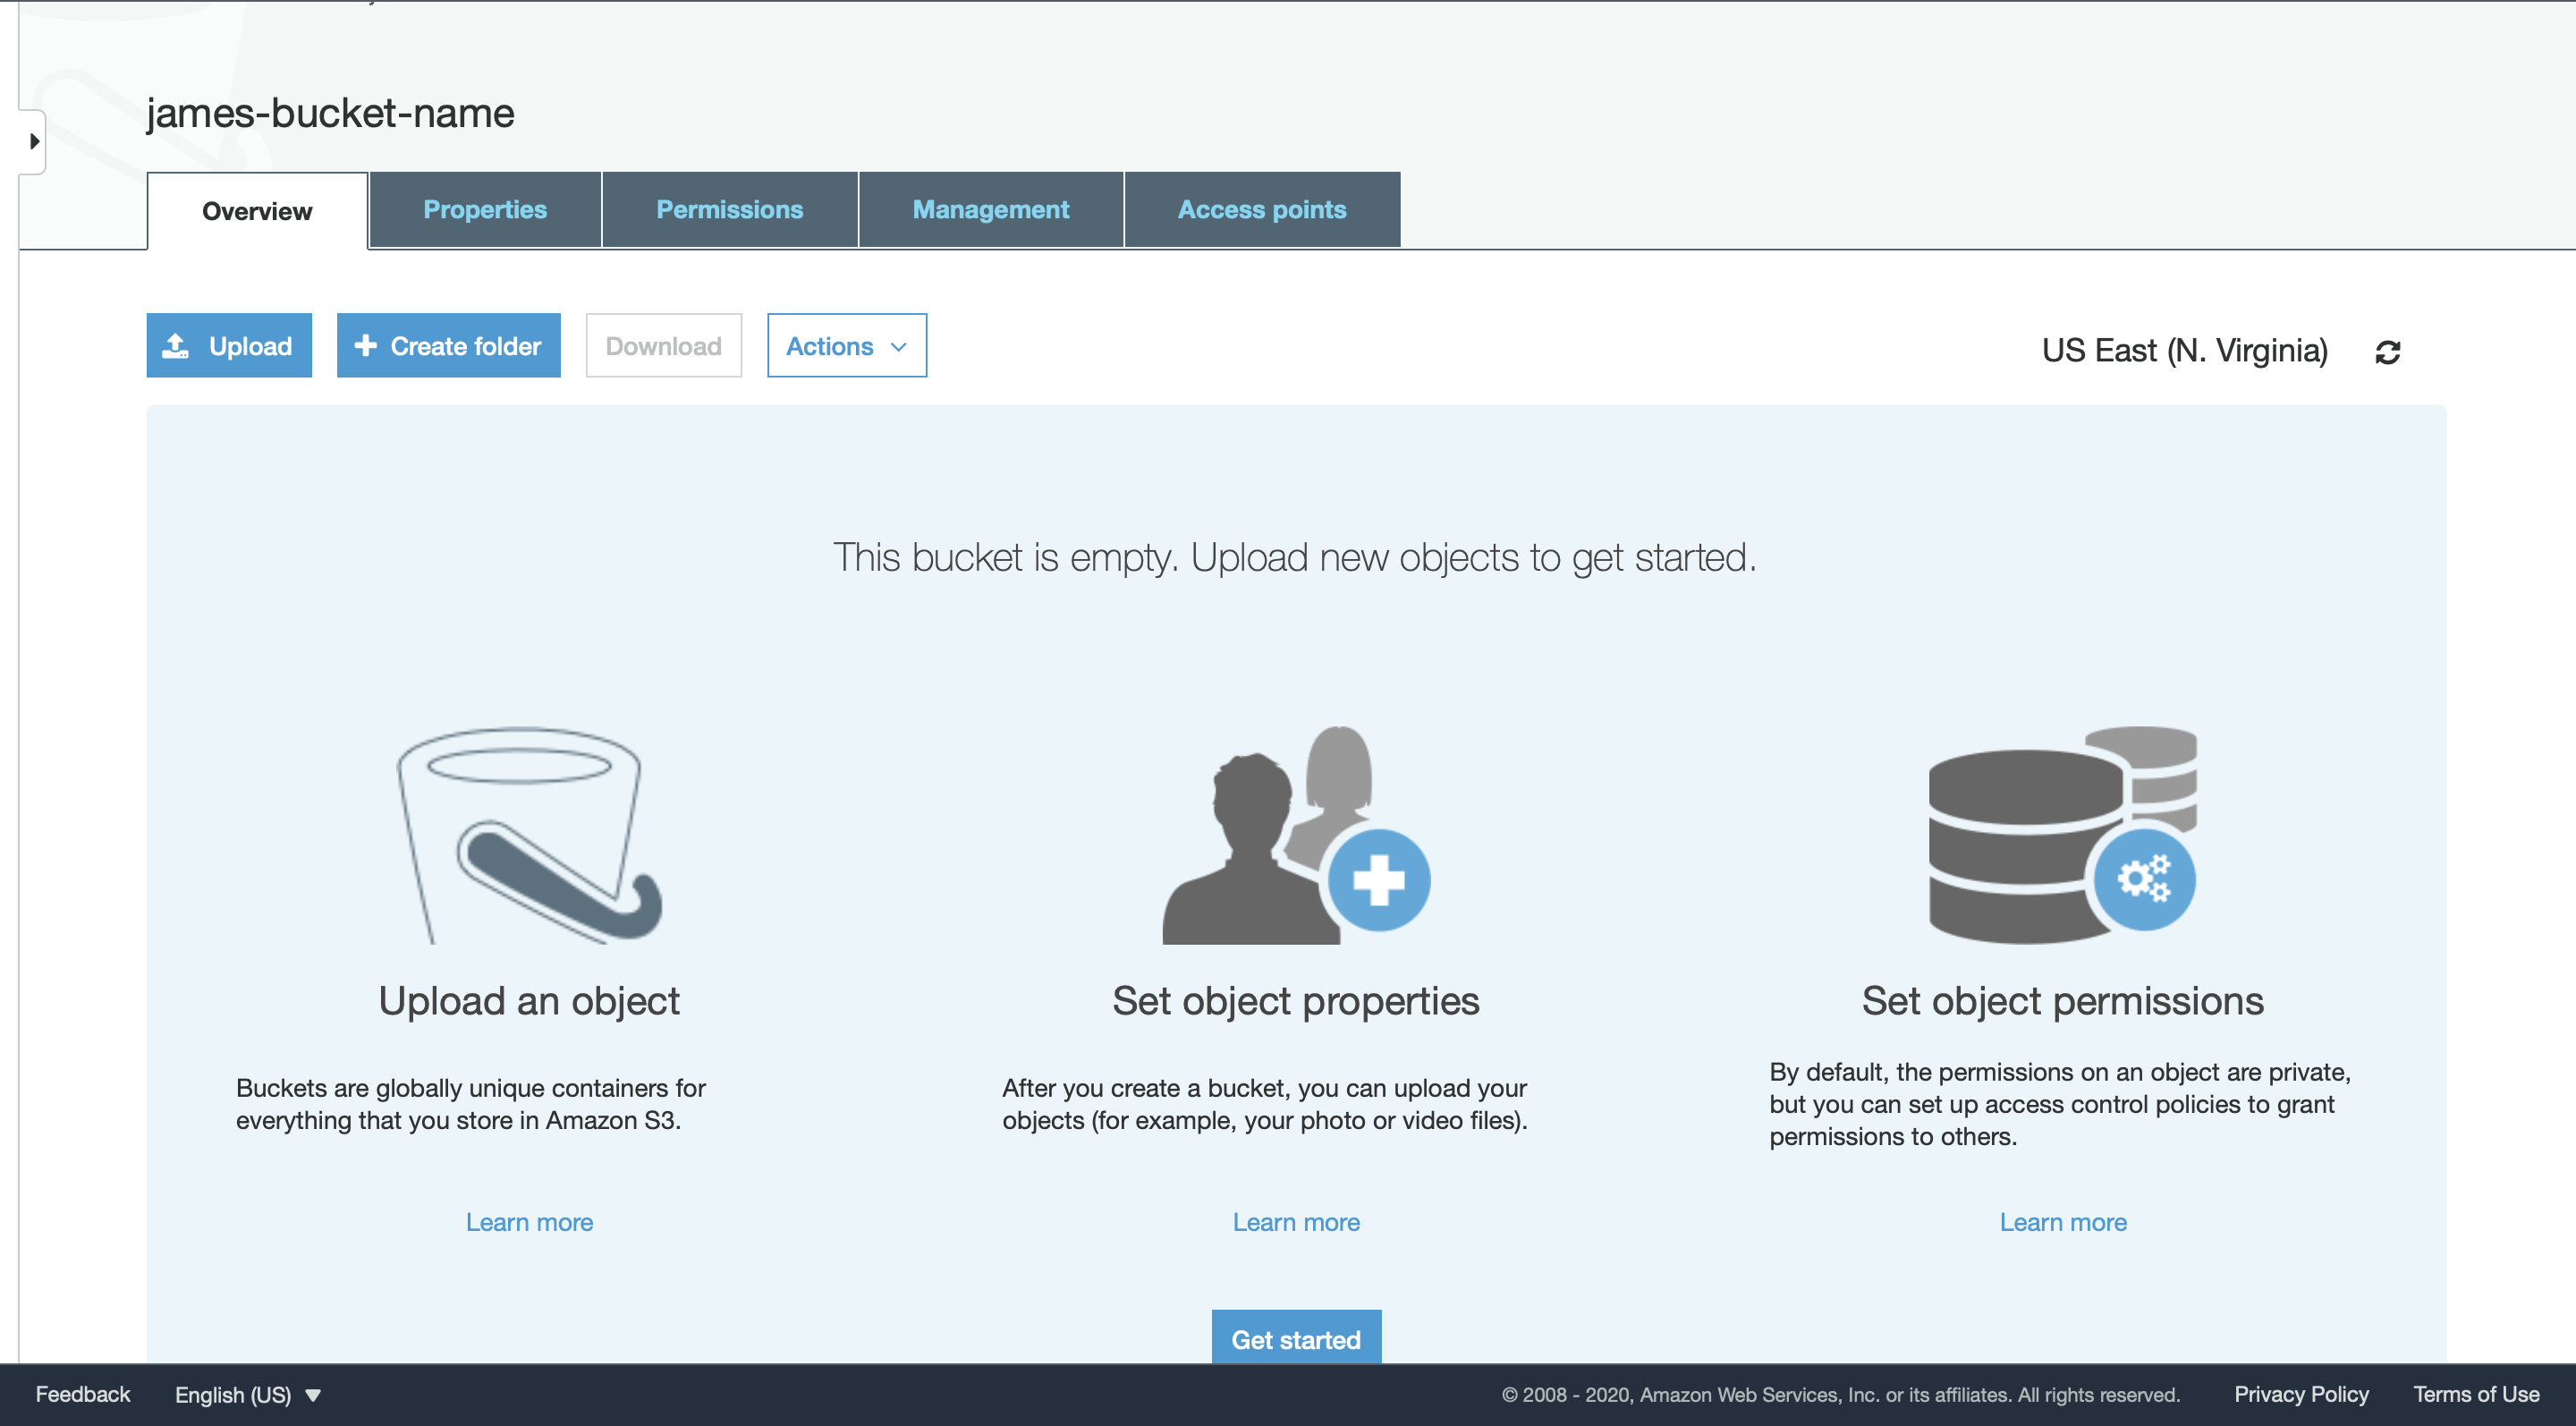 james-bucket-name
Overview
Properties
Permissions
Management
Access points
Upload
Create folder
Download
Actions
US East (N. Virginia)
This bucket is empty. Upload new objects to get started.
Upload an object
Buckets are globally unique containers for
everything that you store in Amazon S3.
Learn more
Set object properties
After you create a bucket, you can upload your
objects (for example, your photo or video files).
Learn more
Set object permissions
By default, the permissions on an object are private,
but you can set up access control policies to grant
permissions to others.
Learn more
Get started
Feedback
English (US)
© 2008 - 2020, Amazon Web Services, Inc. or its affiliates. All rights reserved.
Privacy Policy
Terms of Use